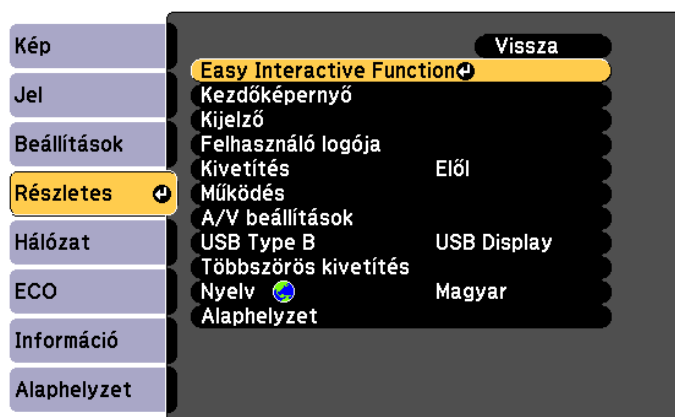 Kép
Jel
Beállítások
Részletes
Hálózat
ECO
Információ
Alaphelyzet
Vissza
Easy Interactive Function
Kezdőképernyő
Kijelző
Felhasználó logója
Kivetítés Elől
Működés
A/V beállítások
USB Type B USB Display
Többszörös kivetítés
Nyelv Magyar
Alaphelyzet